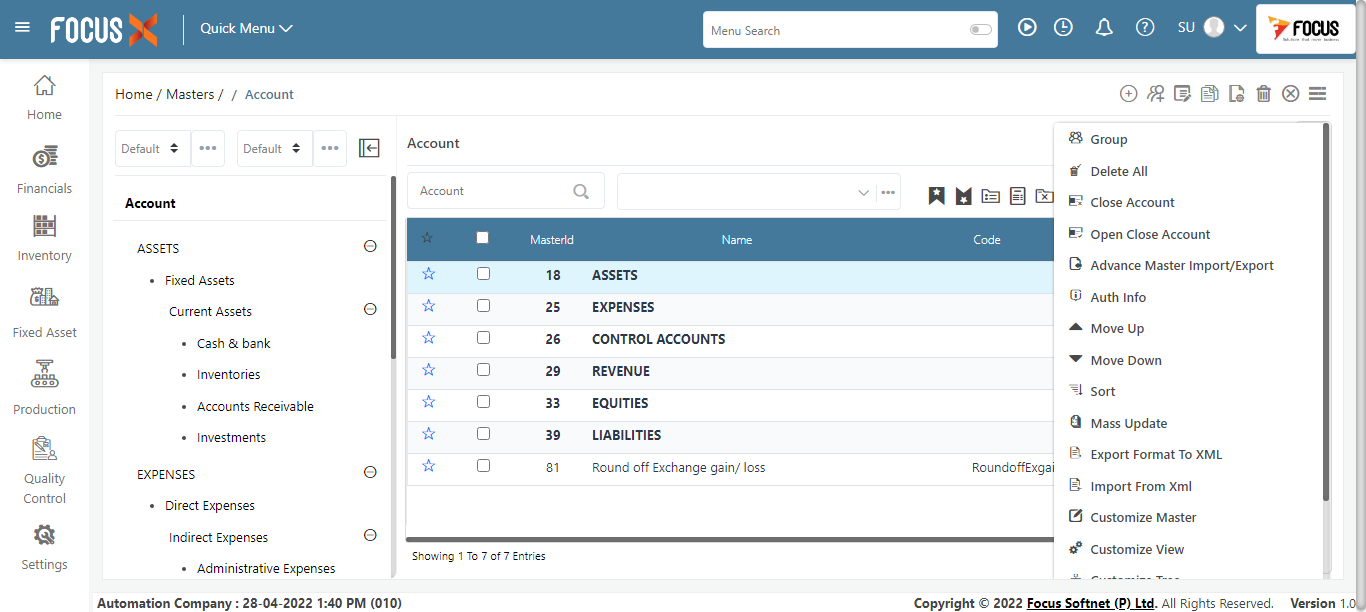 FOCUS X
Quick Menu
Menu Search
SU
FOCUS
Home
Financials
Inventory
Fixed Asset
Production
Quality
Control
Settings
Home / Masters / / Account
Default
Default
Account
ASSETS
Fixed Assets
Current Assets
Cash & bank
Inventories
Accounts Receivable
Investments
EXPENSES
Direct Expenses
Indirect Expenses
Administrative Expenses
Account
Account
MasterId Name Code
18 ASSETS
25 EXPENSES
26 CONTROL ACCOUNTS
29 REVENUE
33 EQUITIES
39 LIABILITIES
81 Round off Exchange gain/ loss RoundoffExgai
Showing 1 To 7 of 7 Entries
Group
Delete All
Close Account
Open Close Account
Advance Master Import/Export
Auth Info
Move Up
Move Down
Sort
Mass Update
Export Format To XML
Import From Xml
Customize Master
Customize View
Customize Tree
Automation Company : 28-04-2022 1:40 PM (010)
Copyright © 2022 Focus Softnet (P) Ltd. All Rights Reserved. Version 1.0